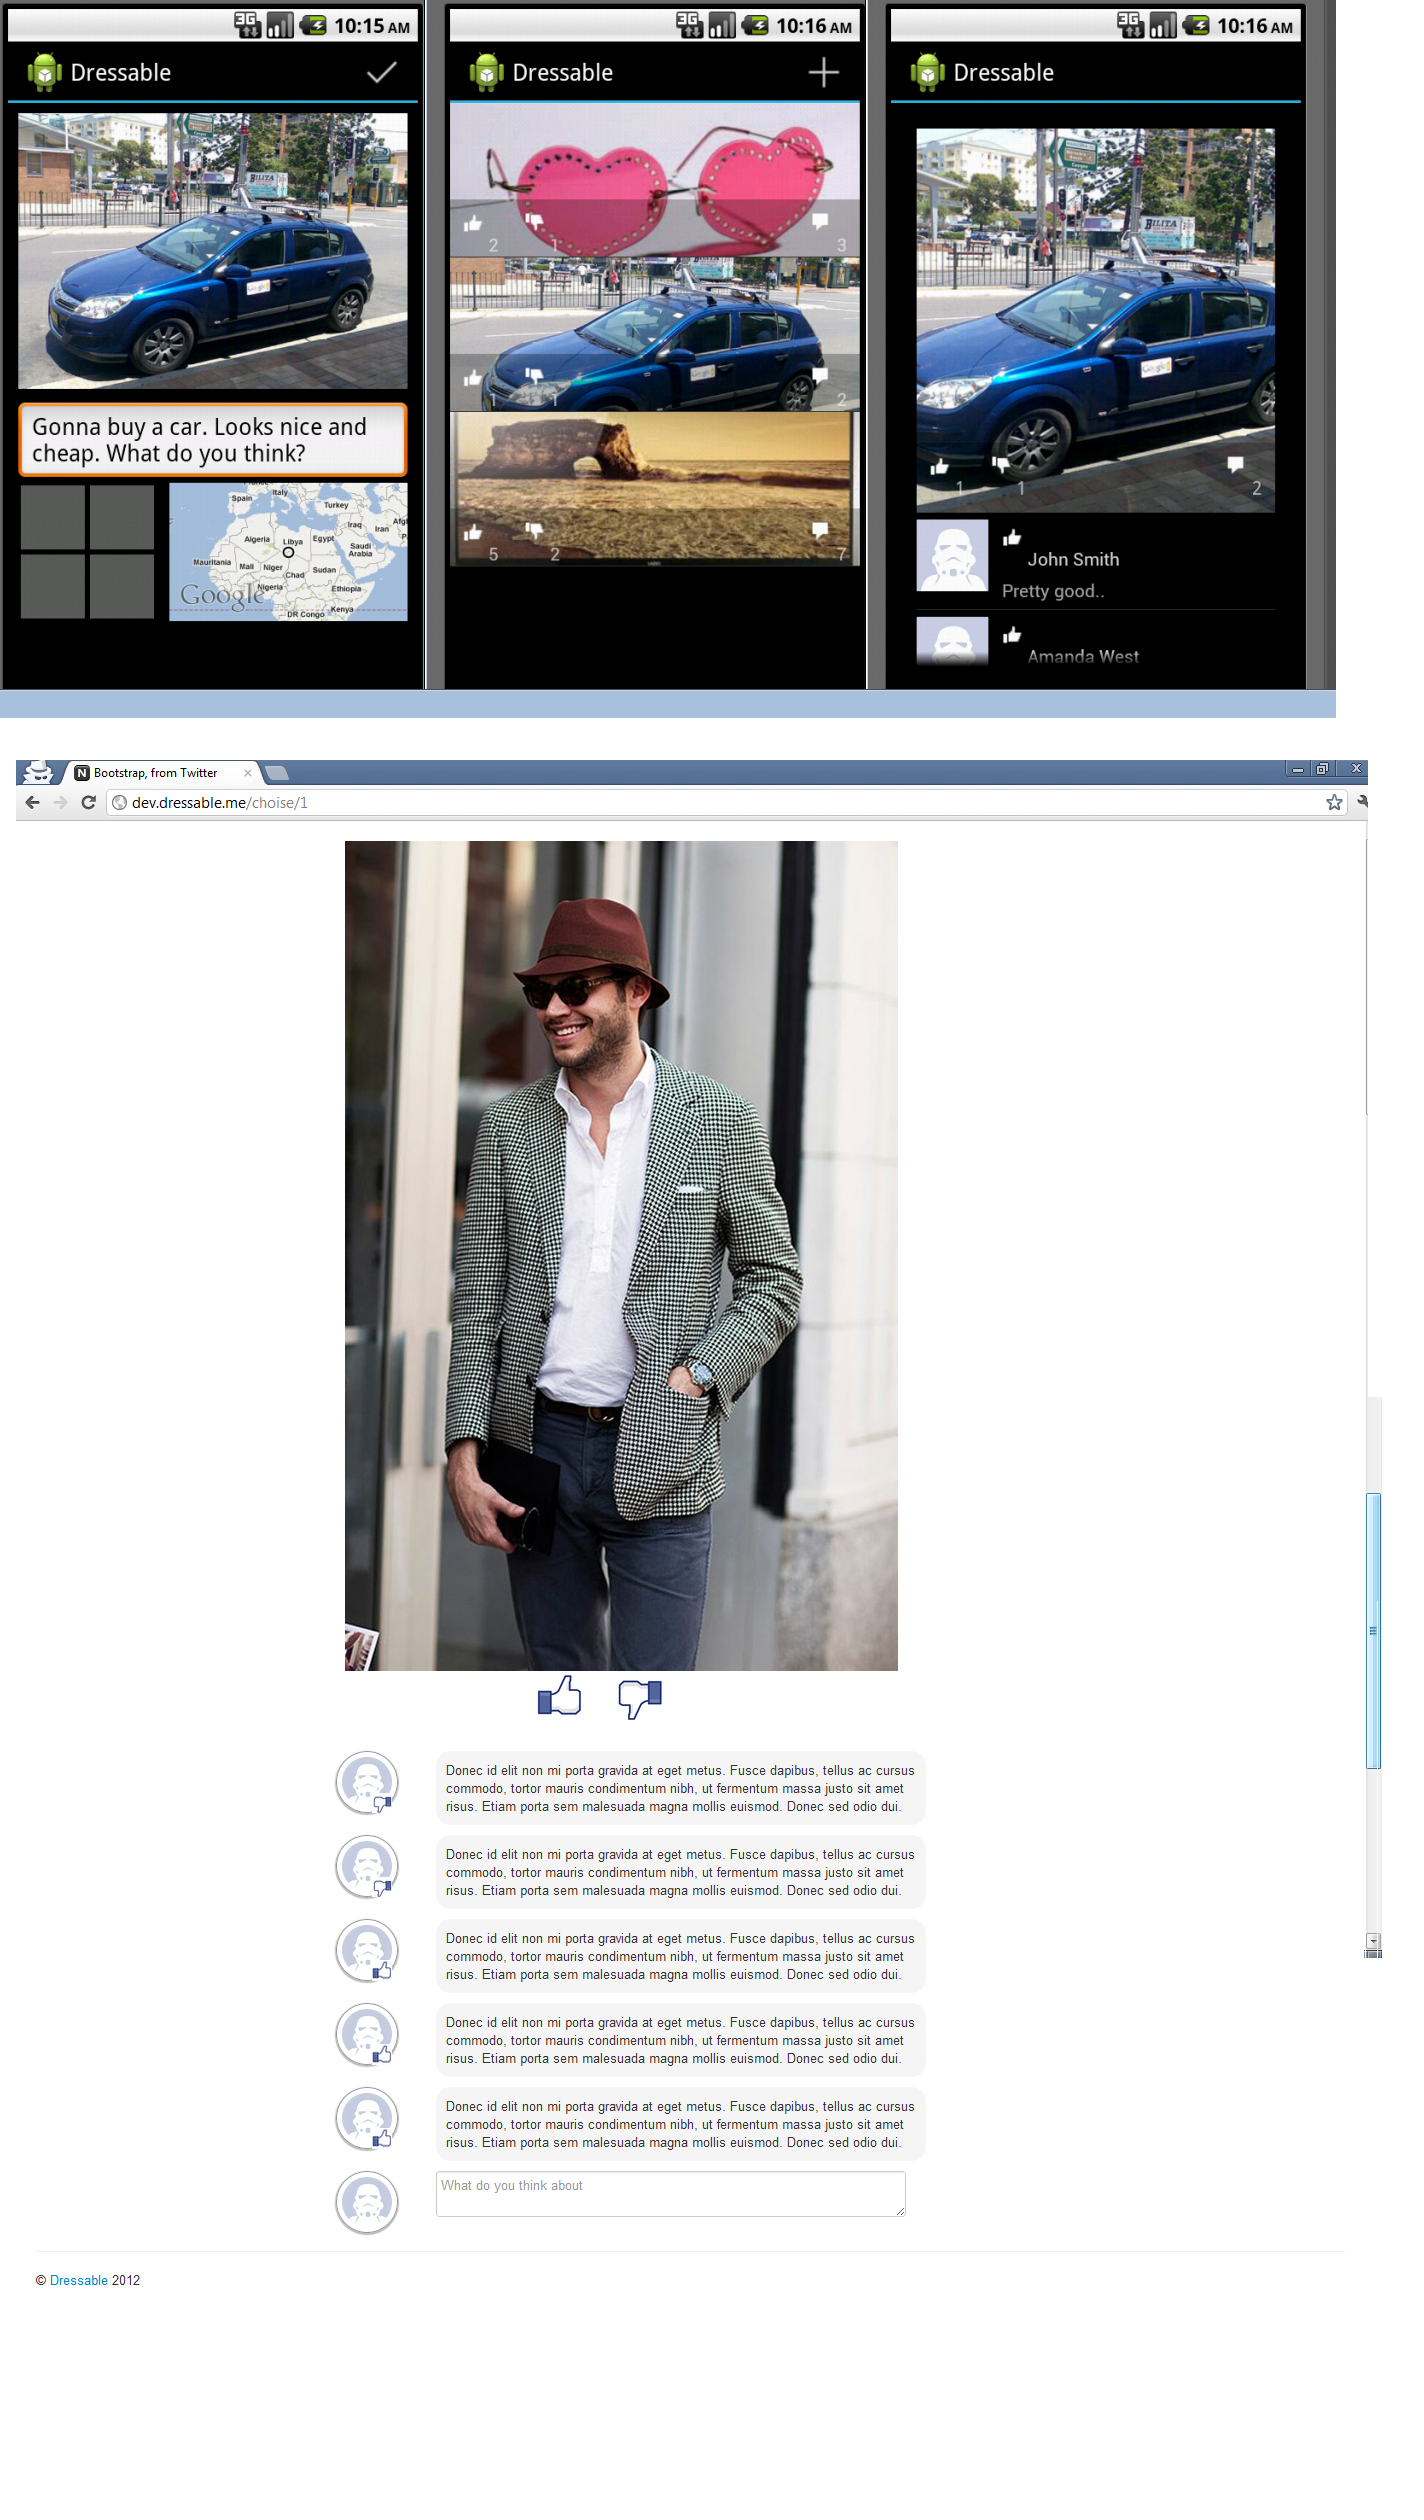 10:15 AM
Dressable
BILITA
Google
Gonna buy a car. Looks nice and
cheap. What do you think?
Spain
Italy
Turkey
Iraq
Iran
Algeria
Libya
Egypt
Saudi
Arabia
Mauritania
Mali
Niger
Chad
Sudan
Nigeria
Ethiopia
DR Congo
Kenya
Google
3G
10:16 AM
Dressable
2
1
3
1
1
2
5
2
7
3G
10:16 AM
Dressable
BILITA
Google
1
1
2
John Smith
Pretty good..
Amanda West
Bootstrap, from Twitter
dev.dressable.me/choise/1
Donec id elit non mi porta gravida at eget metus. Fusce dapibus, tellus ac cursus
commodo, tortor mauris condimentum nibh, ut fermentum massa justo sit amet
risus. Etiam porta sem malesuada magna mollis euismod. Donec sed odio dui.
Donec id elit non mi porta gravida at eget metus. Fusce dapibus, tellus ac cursus
commodo, tortor mauris condimentum nibh, ut fermentum massa justo sit amet
risus. Etiam porta sem malesuada magna mollis euismod. Donec sed odio dui.
Donec id elit non mi porta gravida at eget metus. Fusce dapibus, tellus ac cursus
commodo, tortor mauris condimentum nibh, ut fermentum massa justo sit amet
risus. Etiam porta sem malesuada magna mollis euismod. Donec sed odio dui.
Donec id elit non mi porta gravida at eget metus. Fusce dapibus, tellus ac cursus
commodo, tortor mauris condimentum nibh, ut fermentum massa justo sit amet
risus. Etiam porta sem malesuada magna mollis euismod. Donec sed odio dui.
Donec id elit non mi porta gravida at eget metus. Fusce dapibus, tellus ac cursus
commodo, tortor mauris condimentum nibh, ut fermentum massa justo sit amet
risus. Etiam porta sem malesuada magna mollis euismod. Donec sed odio dui.
What do you think about
© Dressable 2012